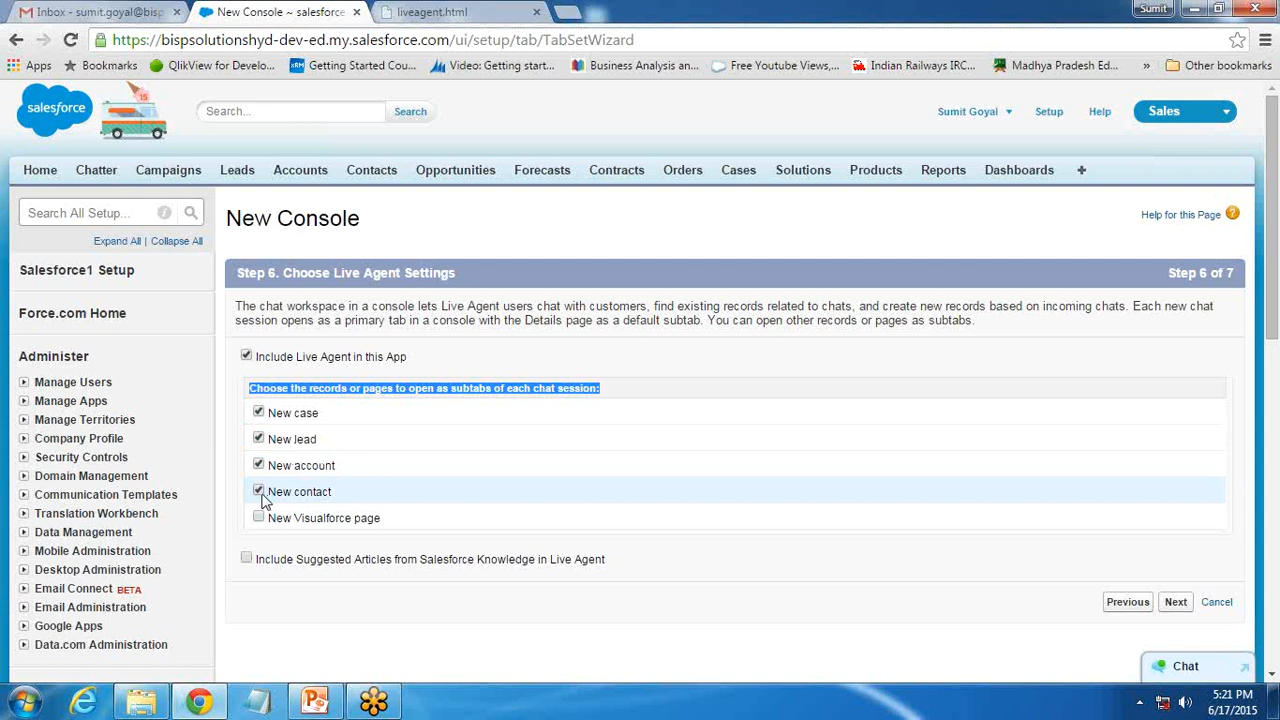 Inbox - sumit.goyal@bisp
New Console ~ salesforce
liveagent.html
Sumit
https://bispsolutionshyd-dev-ed.my.salesforce.com/ui/setup/tab/TabSetWizard
Apps
Bookmarks
QlikView for Develo...
XRM
Getting Started Cou...
Video: Getting start...
Business Analysis an...
Free Youtube Views,...
Indian Railways IRC...
Madhya Pradesh Ed...
»
Other bookmarks
salesforce
15
Search...
Search
Sumit Goyal
Setup
Help
Sales
Home
Chatter
Campaigns
Leads
Accounts
Contacts
Opportunities
Forecasts
Contracts
Orders
Cases
Solutions
Products
Reports
Dashboards
+
Search All Setup...
Expand All | Collapse All
New Console
Help for this Page
Salesforce1 Setup
Force.com Home
Administer
Manage Users
Manage Apps
Manage Territories
Company Profile
Security Controls
Domain Management
Communication Templates
Translation Workbench
Data Management
Mobile Administration
Desktop Administration
Email Connect BETA
Email Administration
Google Apps
Data.com Administration
Step 6. Choose Live Agent Settings
Step 6 of 7
The chat workspace in a console lets Live Agent users chat with customers, find existing records related to chats, and create new records based on incoming chats. Each new chat
session opens as a primary tab in a console with the Details page as a default subtab. You can open other records or pages as subtabs.
Include Live Agent in this App
Choose the records or pages to open as subtabs of each chat session:
New case
New lead
New account
New contact
New Visualforce page
Include Suggested Articles from Salesforce Knowledge in Live Agent
Previous
Next
Cancel
Chat
5:21 PM
6/17/2015